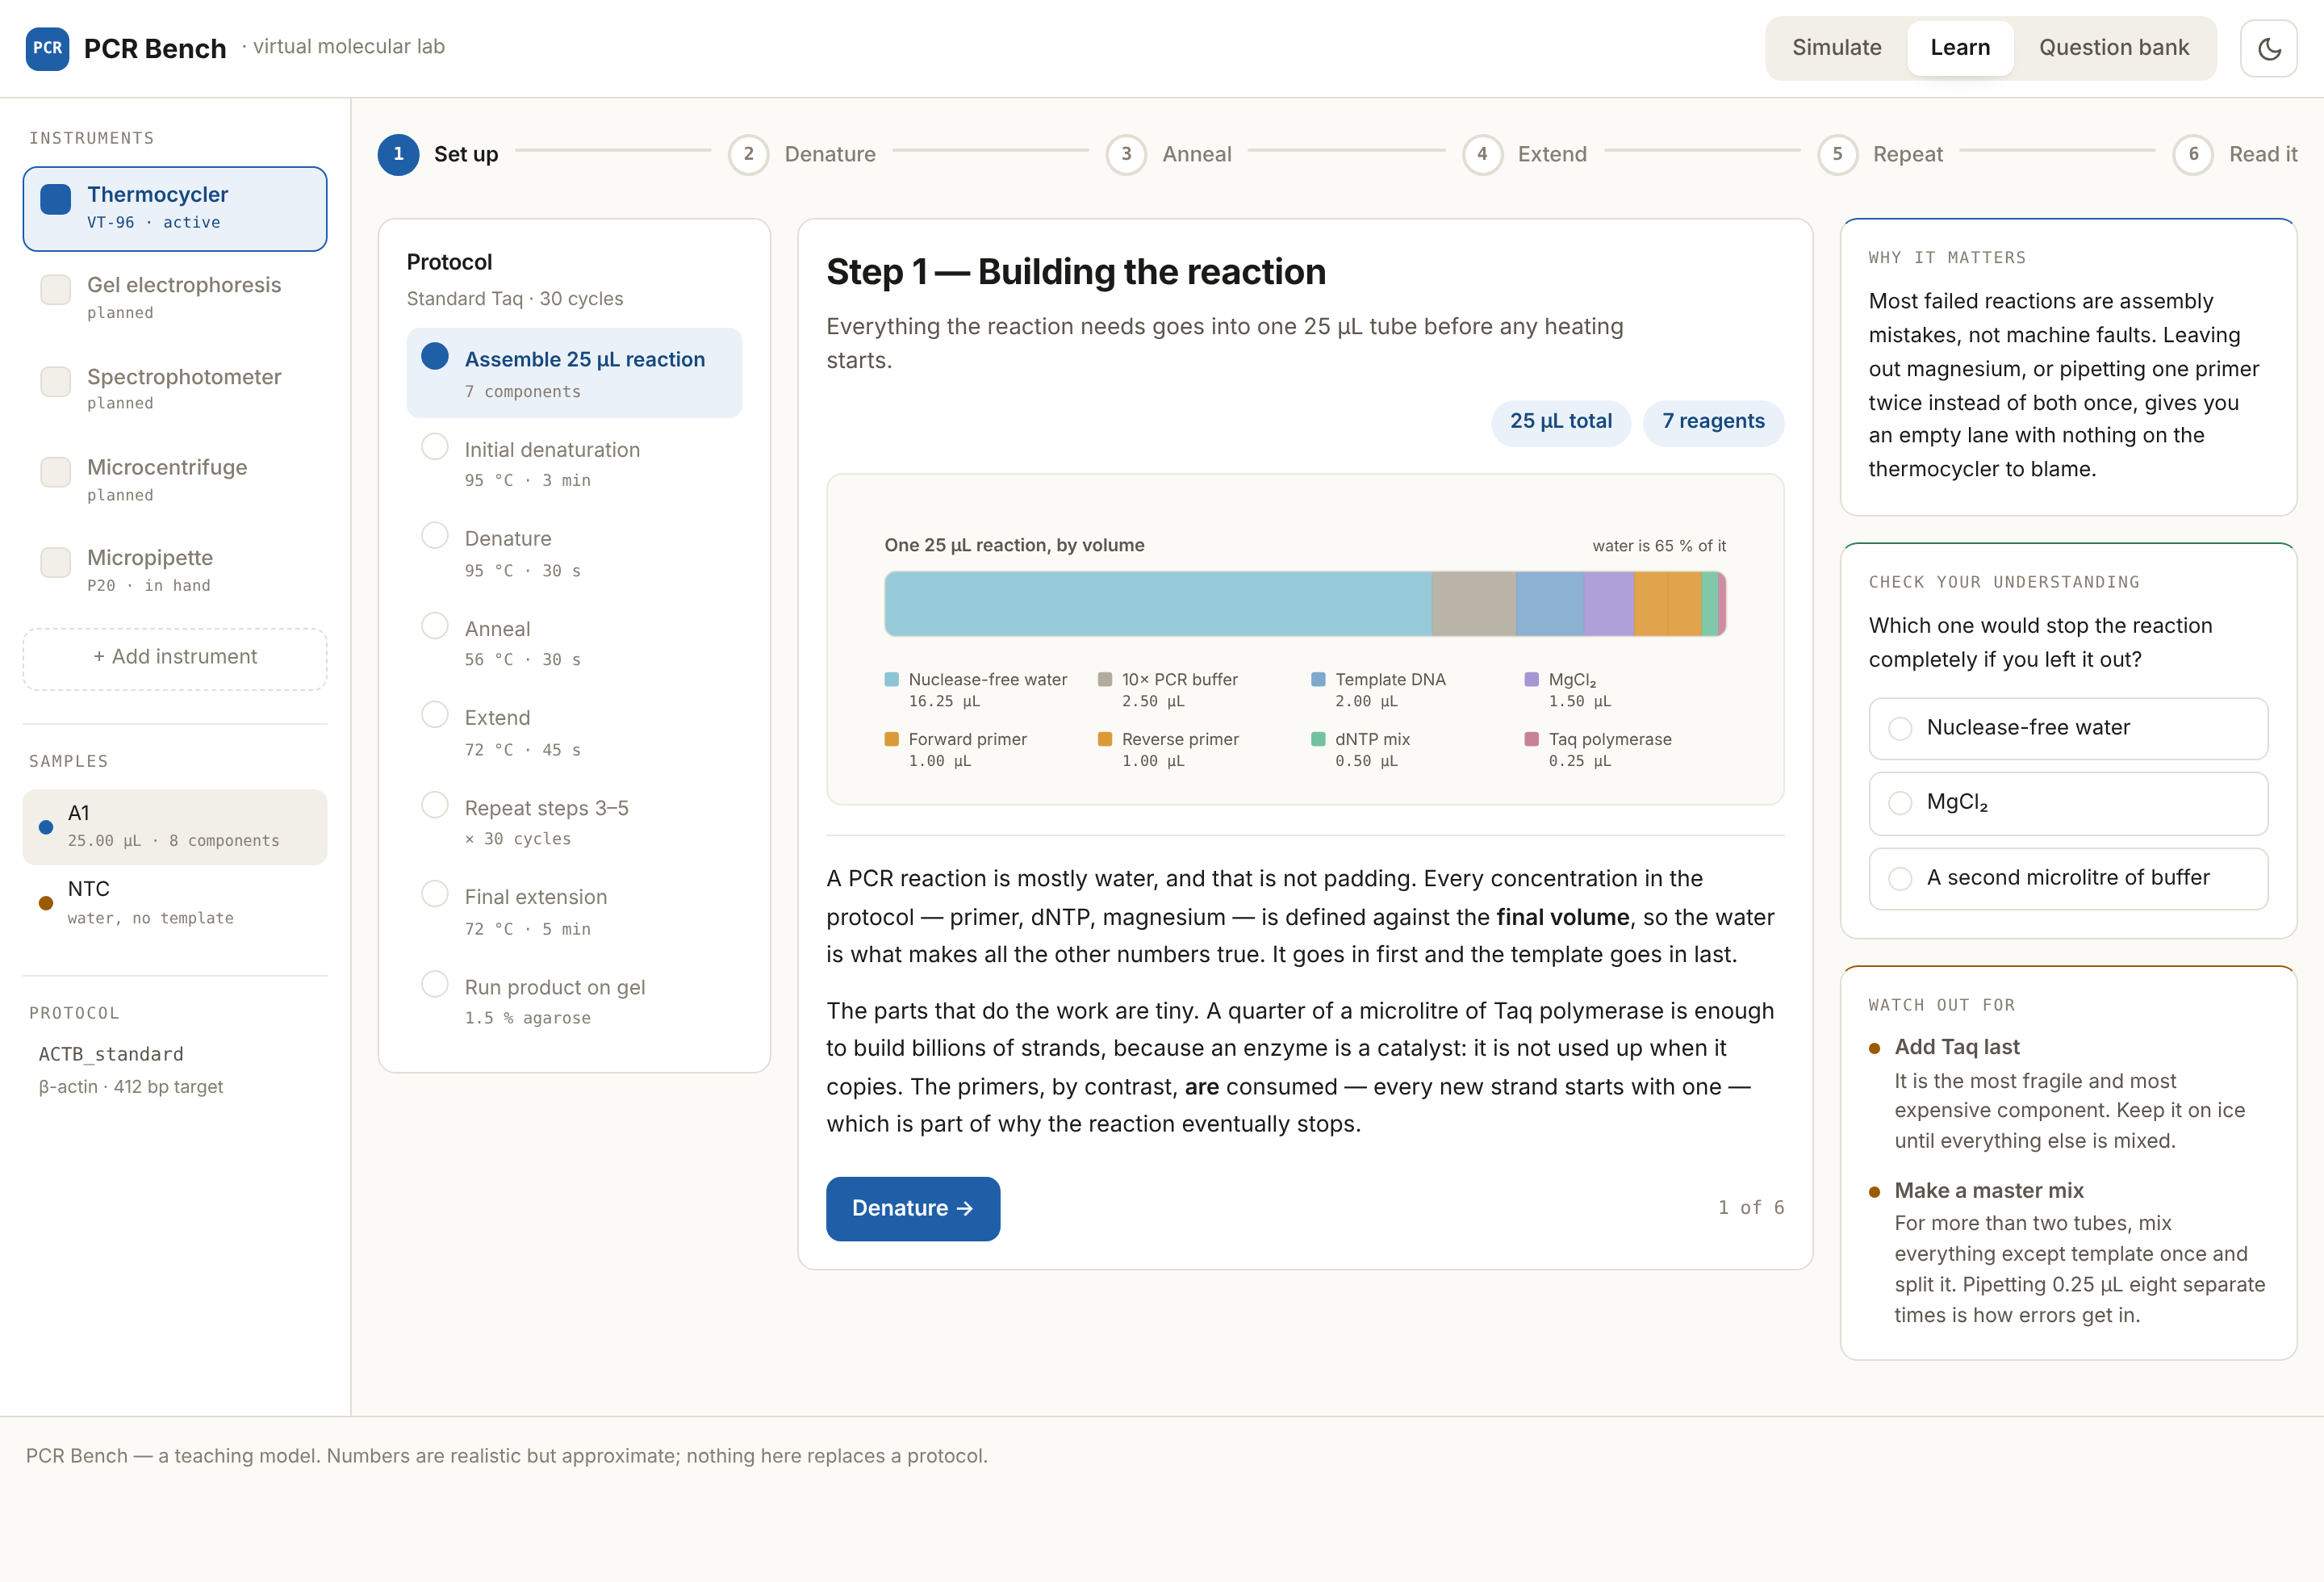 PCR PCR Bench · virtual molecular lab
Simulate Learn Question bank
INSTRUMENTS
Thermocycler
VT-96 · active
Gel electrophoresis
planned
Spectrophotometer
planned
Microcentrifuge
planned
Micropipette
P20 · in hand
+ Add instrument
SAMPLES
A1
25.00 µL · 8 components
NTC
water, no template
PROTOCOL
ACTB_standard
β-actin · 412 bp target
1 Set up 2 Denature 3 Anneal 4 Extend 5 Repeat 6 Read it
Protocol
Standard Taq · 30 cycles
Assemble 25 µL reaction
7 components
Initial denaturation
95 °C · 3 min
Denature
95 °C · 30 s
Anneal
56 °C · 30 s
Extend
72 °C · 45 s
Repeat steps 3–5
× 30 cycles
Final extension
72 °C · 5 min
Run product on gel
1.5 % agarose
Step 1 — Building the reaction
Everything the reaction needs goes into one 25 µL tube before any heating
starts.
25 µL total 7 reagents
One 25 µL reaction, by volume water is 65 % of it
Nuclease-free water 10× PCR buffer Template DNA MgCl₂
16.25 µL 2.50 µL 2.00 µL 1.50 µL
Forward primer Reverse primer dNTP mix Taq polymerase
1.00 µL 1.00 µL 0.50 µL 0.25 µL
A PCR reaction is mostly water, and that is not padding. Every concentration in the
protocol — primer, dNTP, magnesium — is defined against the final volume, so the water
is what makes all the other numbers true. It goes in first and the template goes in last.
The parts that do the work are tiny. A quarter of a microlitre of Taq polymerase is enough
to build billions of strands, because an enzyme is a catalyst: it is not used up when it
copies. The primers, by contrast, are consumed — every new strand starts with one —
which is part of why the reaction eventually stops.
Denature → 1 of 6
WHY IT MATTERS
Most failed reactions are assembly
mistakes, not machine faults. Leaving
out magnesium, or pipetting one primer
twice instead of both once, gives you
an empty lane with nothing on the
thermocycler to blame.
CHECK YOUR UNDERSTANDING
Which one would stop the reaction
completely if you left it out?
Nuclease-free water
MgCl₂
A second microlitre of buffer
WATCH OUT FOR
Add Taq last
It is the most fragile and most
expensive component. Keep it on ice
until everything else is mixed.
Make a master mix
For more than two tubes, mix
everything except template once and
split it. Pipetting 0.25 µL eight separate
times is how errors get in.
PCR Bench — a teaching model. Numbers are realistic but approximate; nothing here replaces a protocol.